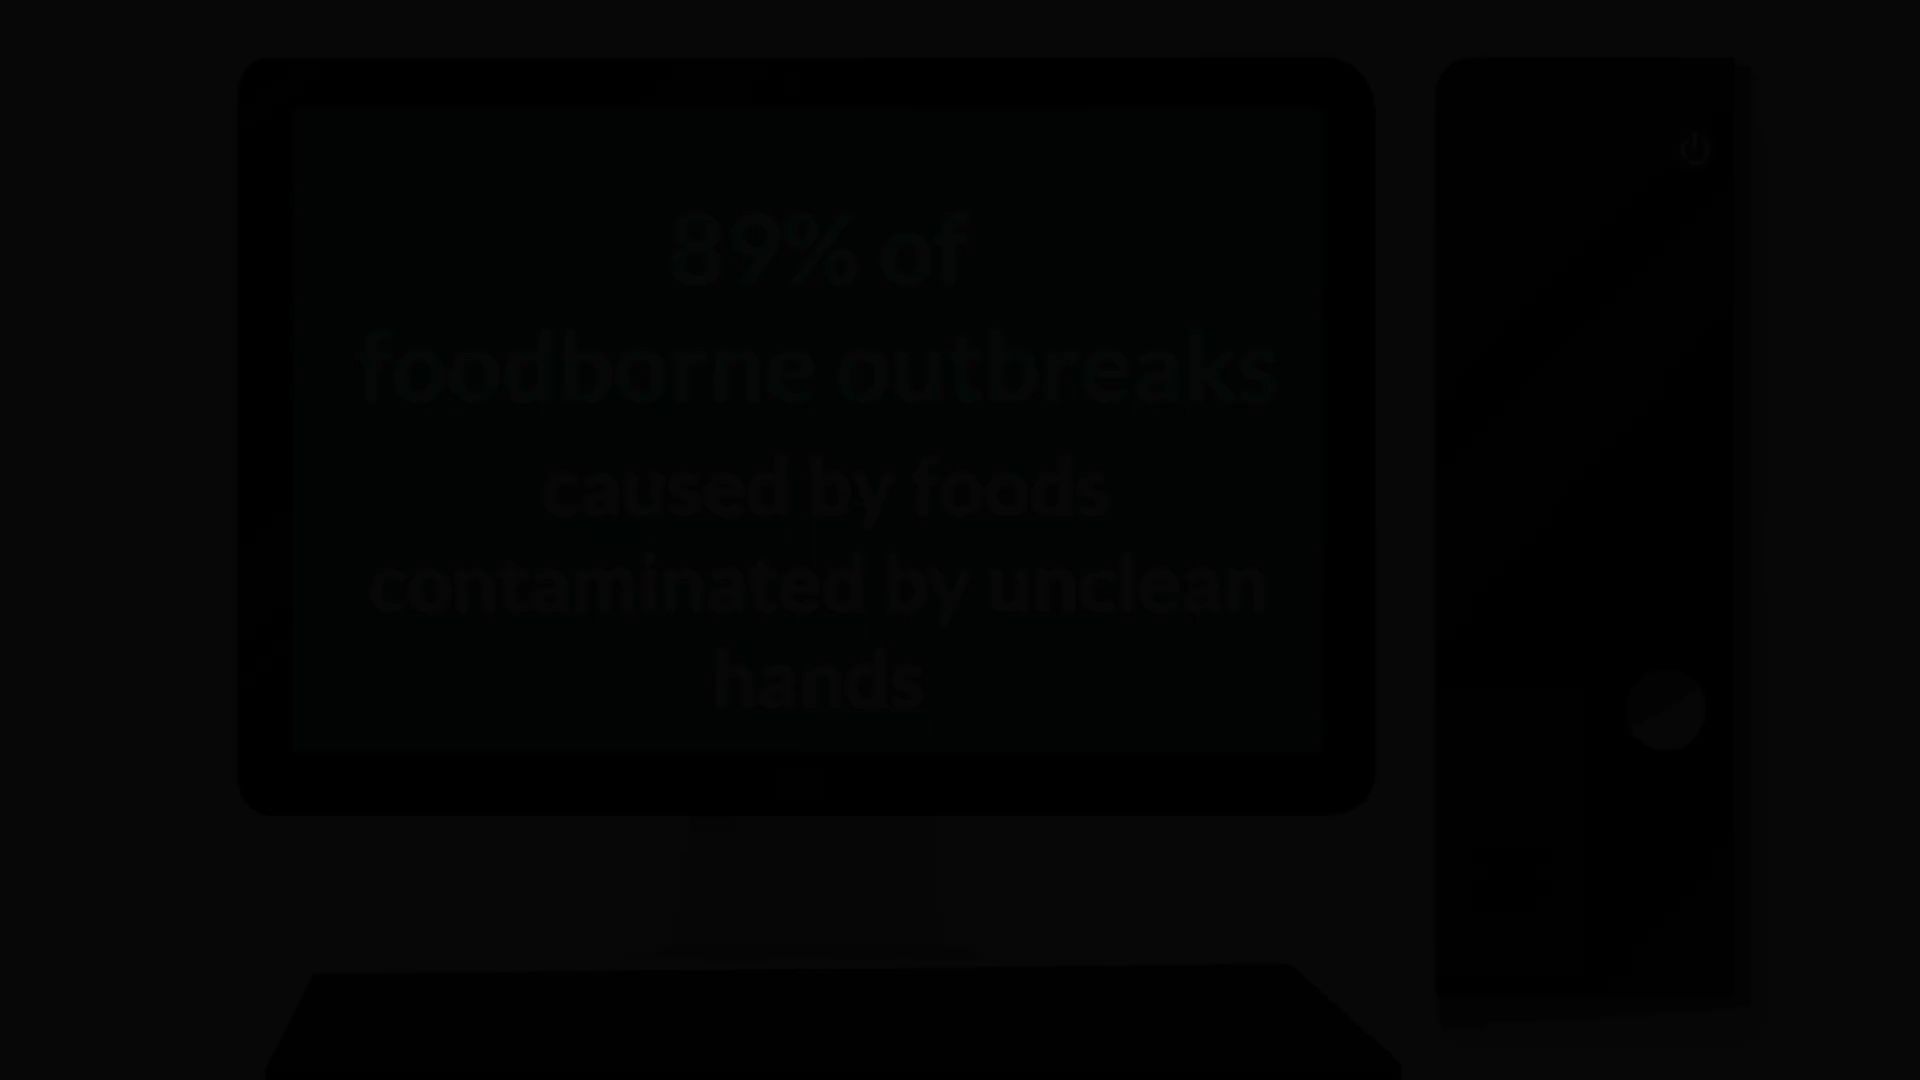 89% of
foodborne outbreaks
caused by foods
contaminated by unclean
hands